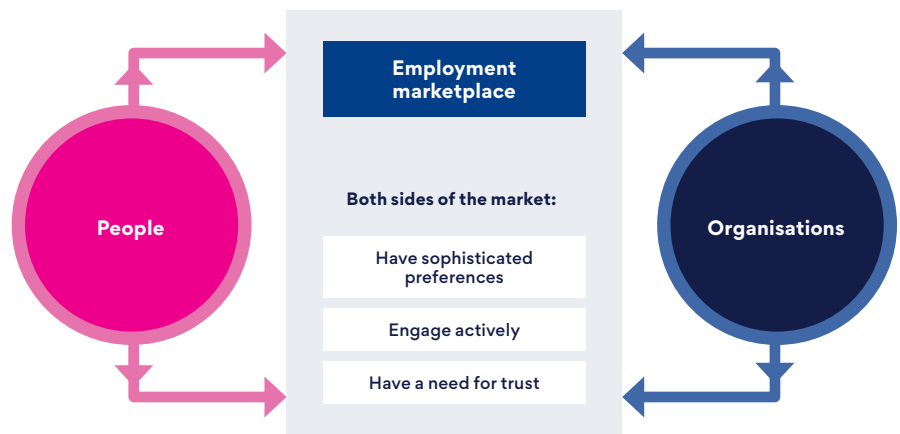 Employment
marketplace
People
Both sides of the market:
Organisations
Have sophisticated
preferences
Engage actively
Have a need for trust